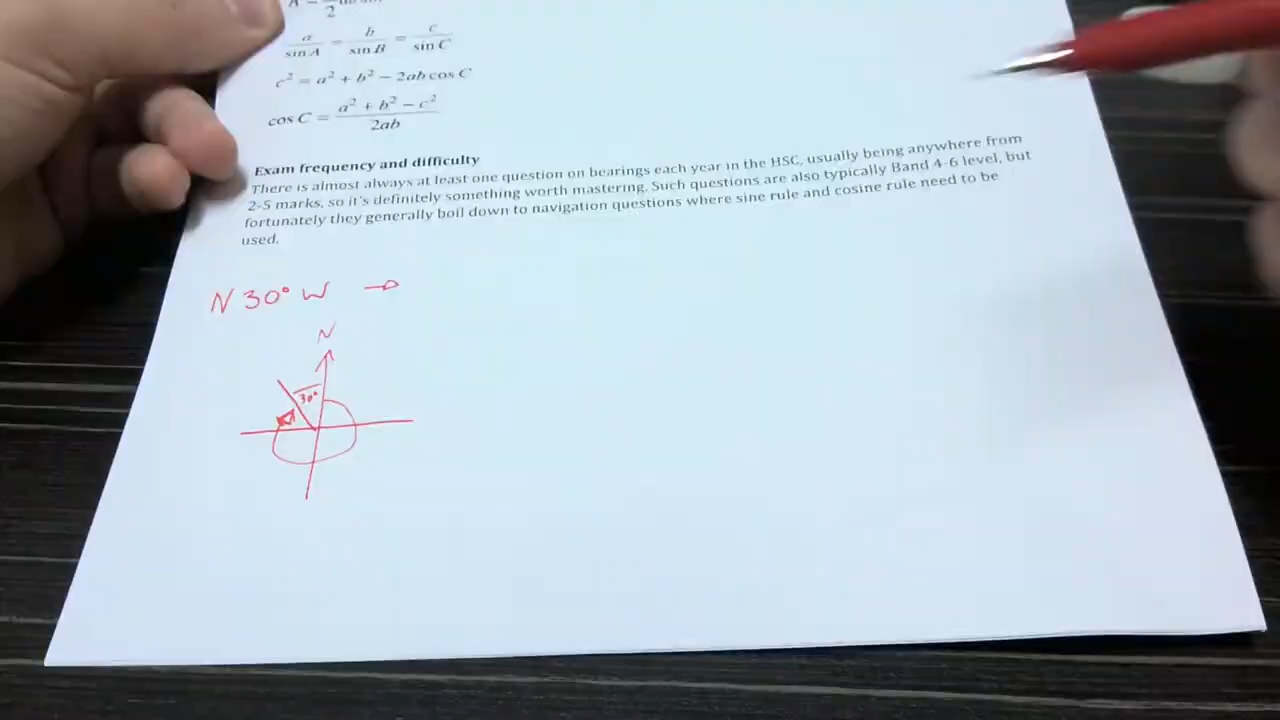 2
a/sin A = b/sin B = c/sin C
c² = a² + b² − 2ab cos C
cos C = (a² + b² − c²)/2ab
Exam frequency and difficulty
There is almost always at least one question on bearings each year in the HSC, usually being anywhere from
2-5 marks, so it's definitely something worth mastering. Such questions are also typically Band 4-6 level, but
fortunately they generally boil down to navigation questions where sine rule and cosine rule need to be
used.
N 30° W →
N
30°